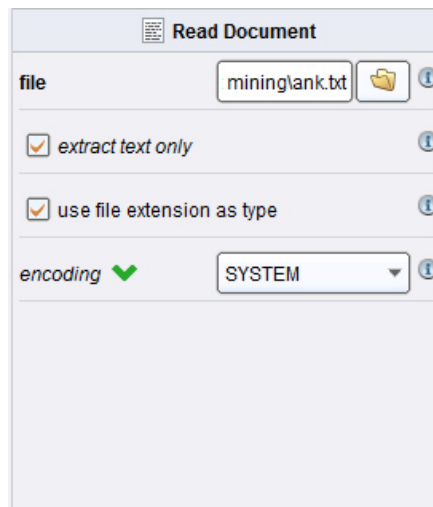 Read Document
file mining\ank.txt
extract text only
use file extension as type
encoding SYSTEM